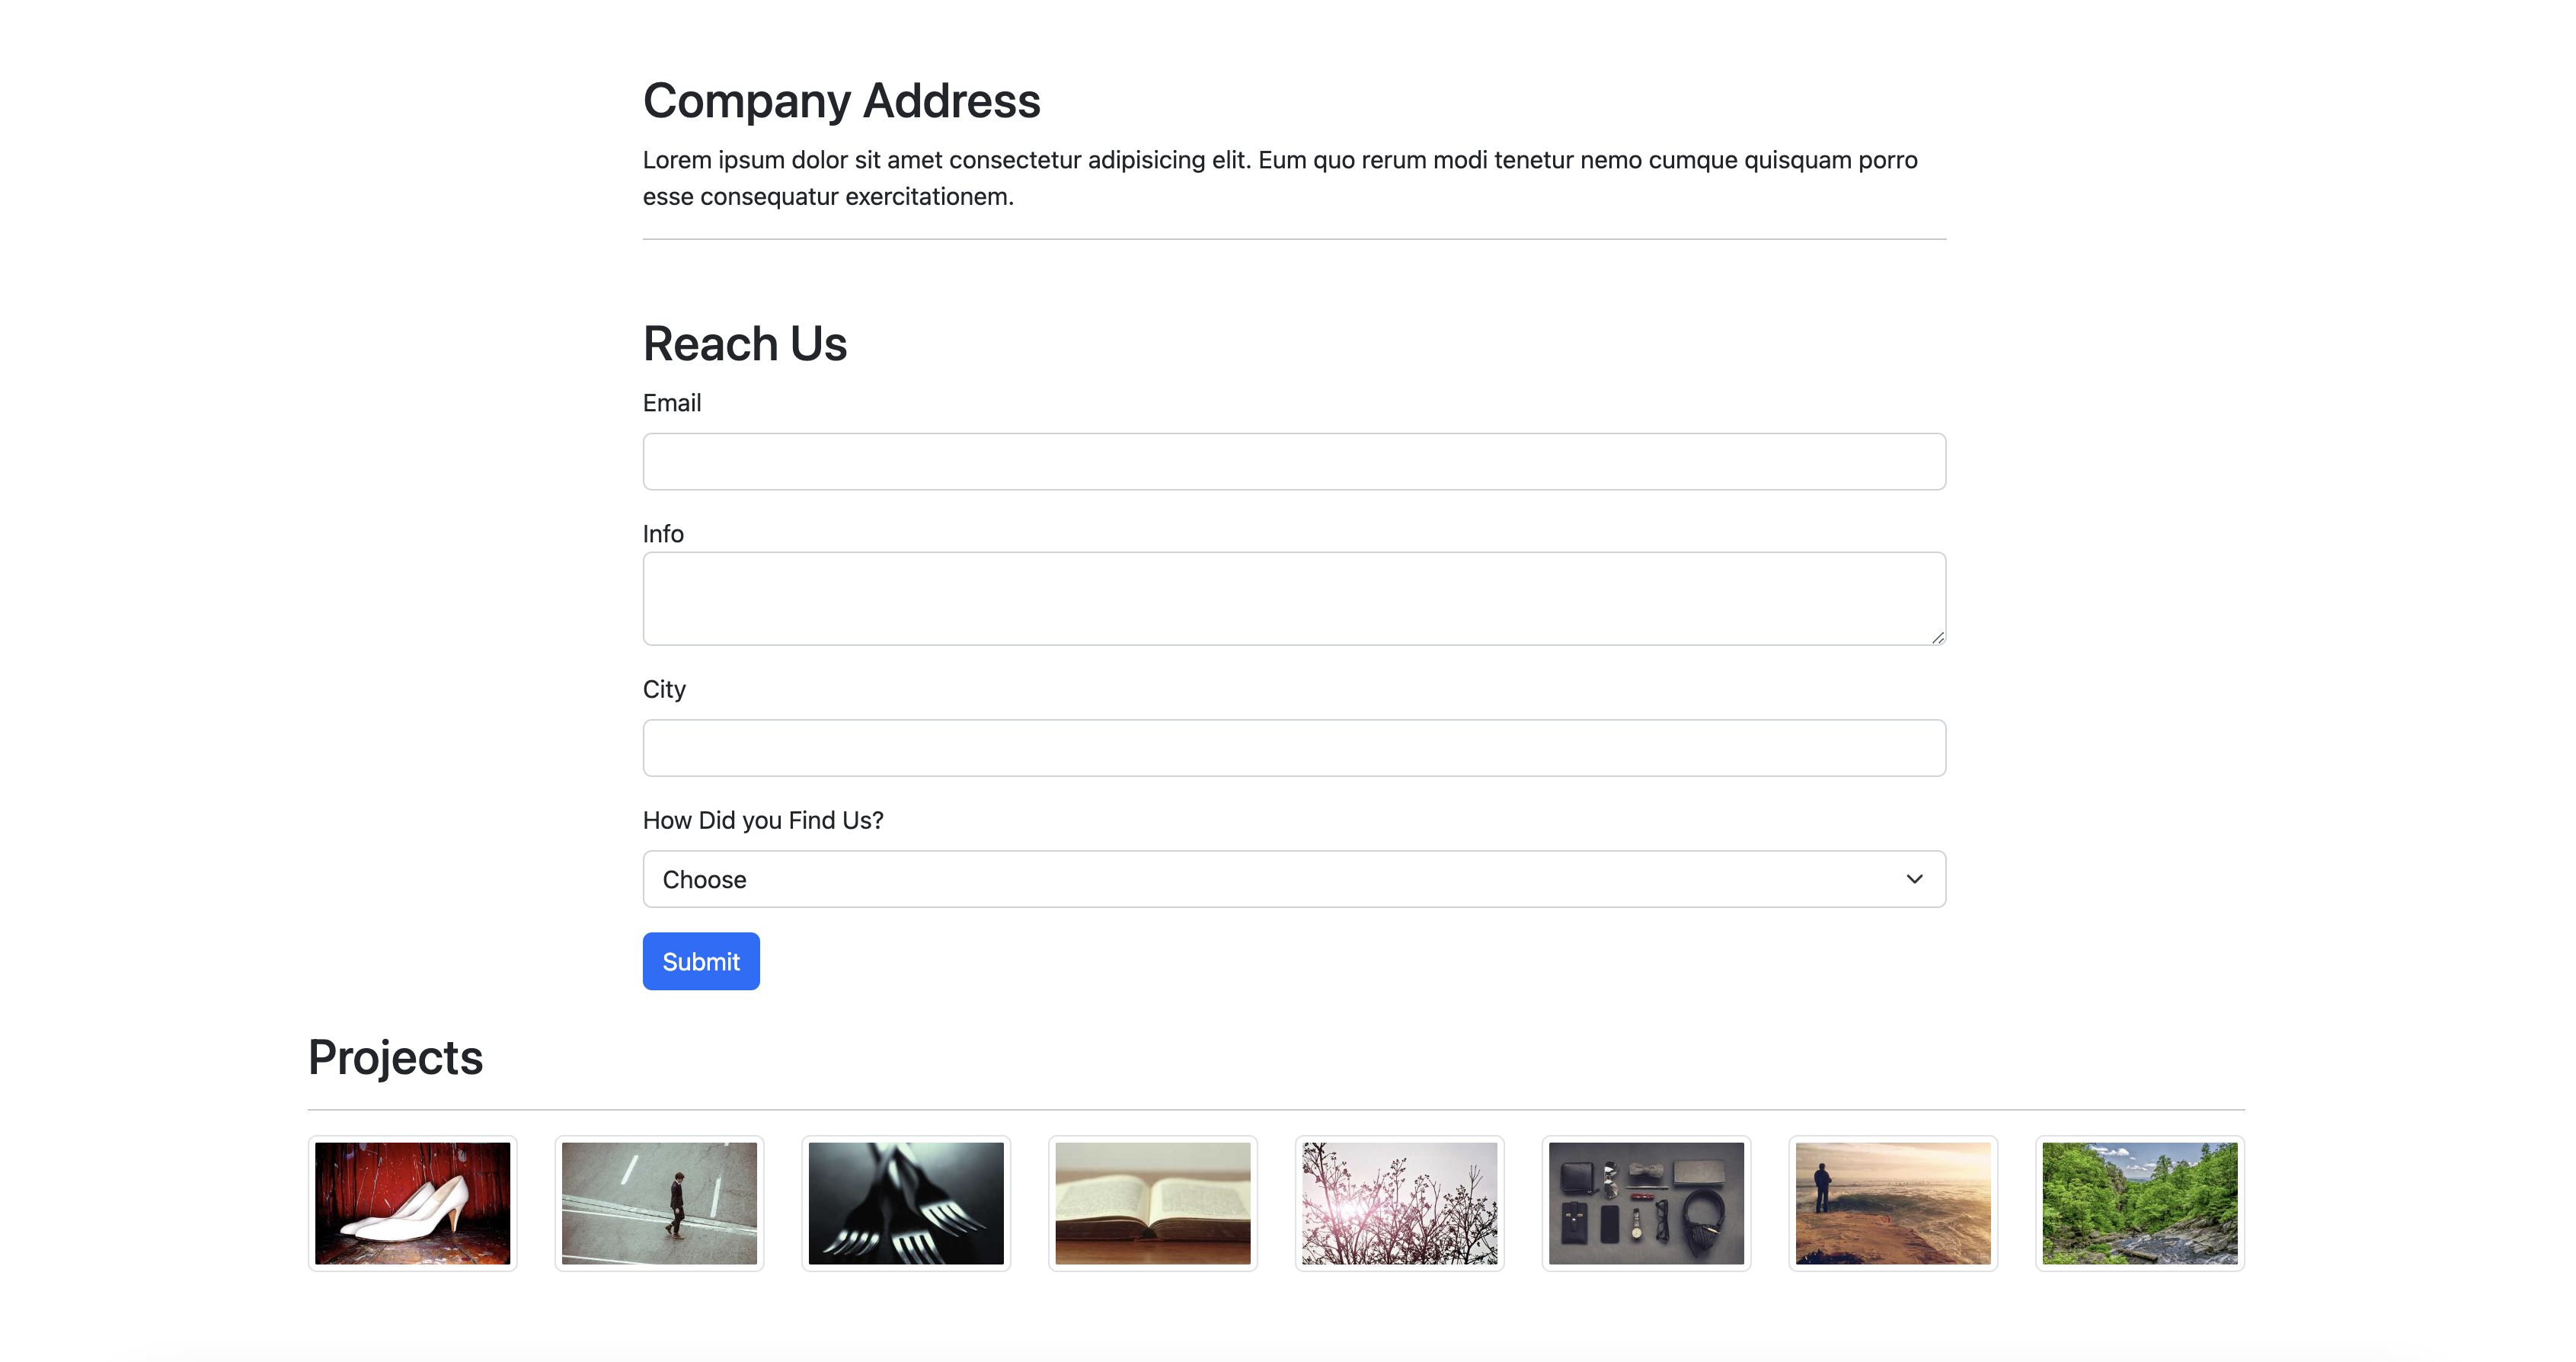 Company Address
Lorem ipsum dolor sit amet consectetur adipisicing elit. Eum quo rerum modi tenetur nemo cumque quisquam porro
esse consequatur exercitationem.
Reach Us
Email
Info
City
How Did you Find Us?
Choose
Submit
Projects